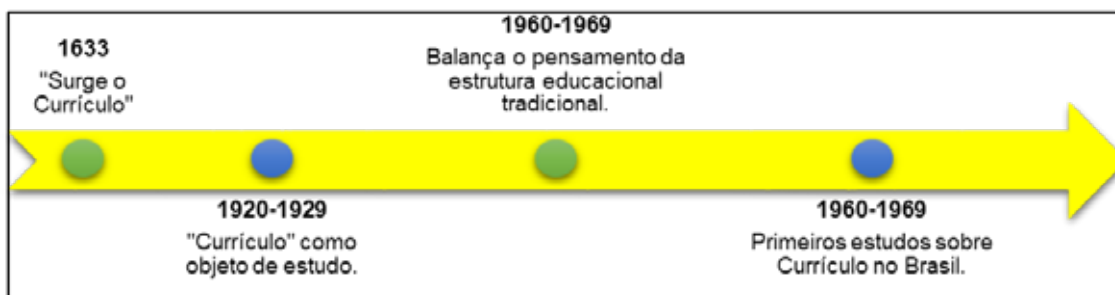 1633
"Surge o
Currículo"
1920-1929
"Currículo" como
objeto de estudo.
1960-1969
Balança o pensamento da
estrutura educacional
tradicional.
1960-1969
Primeiros estudos sobre
Currículo no Brasil.